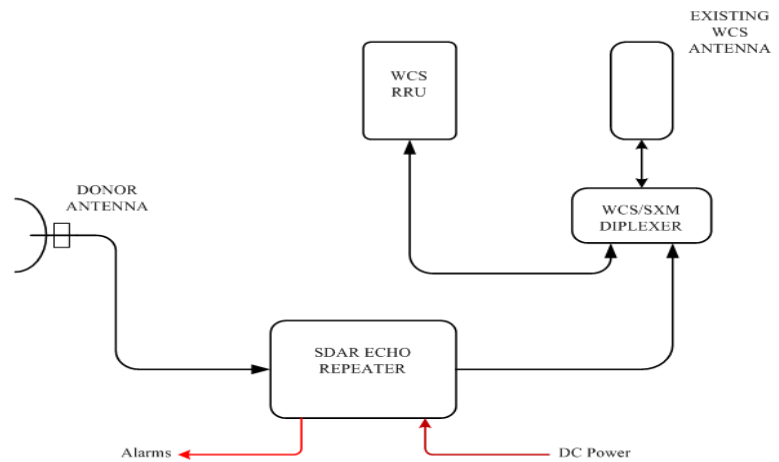 EXISTING
WCS
ANTENNA
WCS
RRU
DONOR
ANTENNA
WCS/SXM
DIPLEXER
SDAR ECHO
REPEATER
Alarms
DC Power